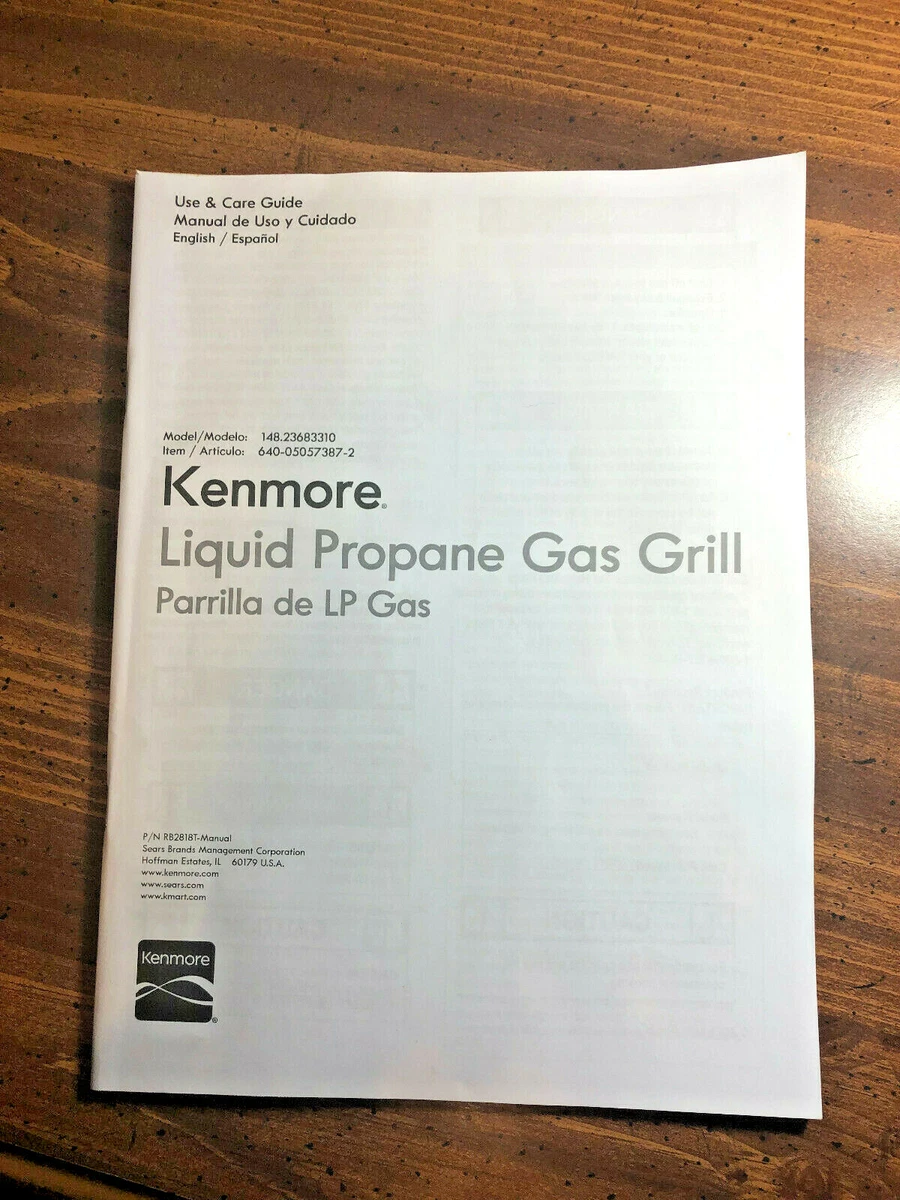 Use & Care Guide
Manual de Uso y Cuidado
English / Español
Model/Modelo: 148.23683310
Item / Articulo: 640-05057387-2
Kenmore®
Liquid Propane Gas Grill
Parrilla de LP Gas
P/N RB2818T-Manual
Sears Brands Management Corporation
Hoffman Estates, IL 60179 U.S.A.
www.kenmore.com
www.sears.com
www.kmart.com
Kenmore
®